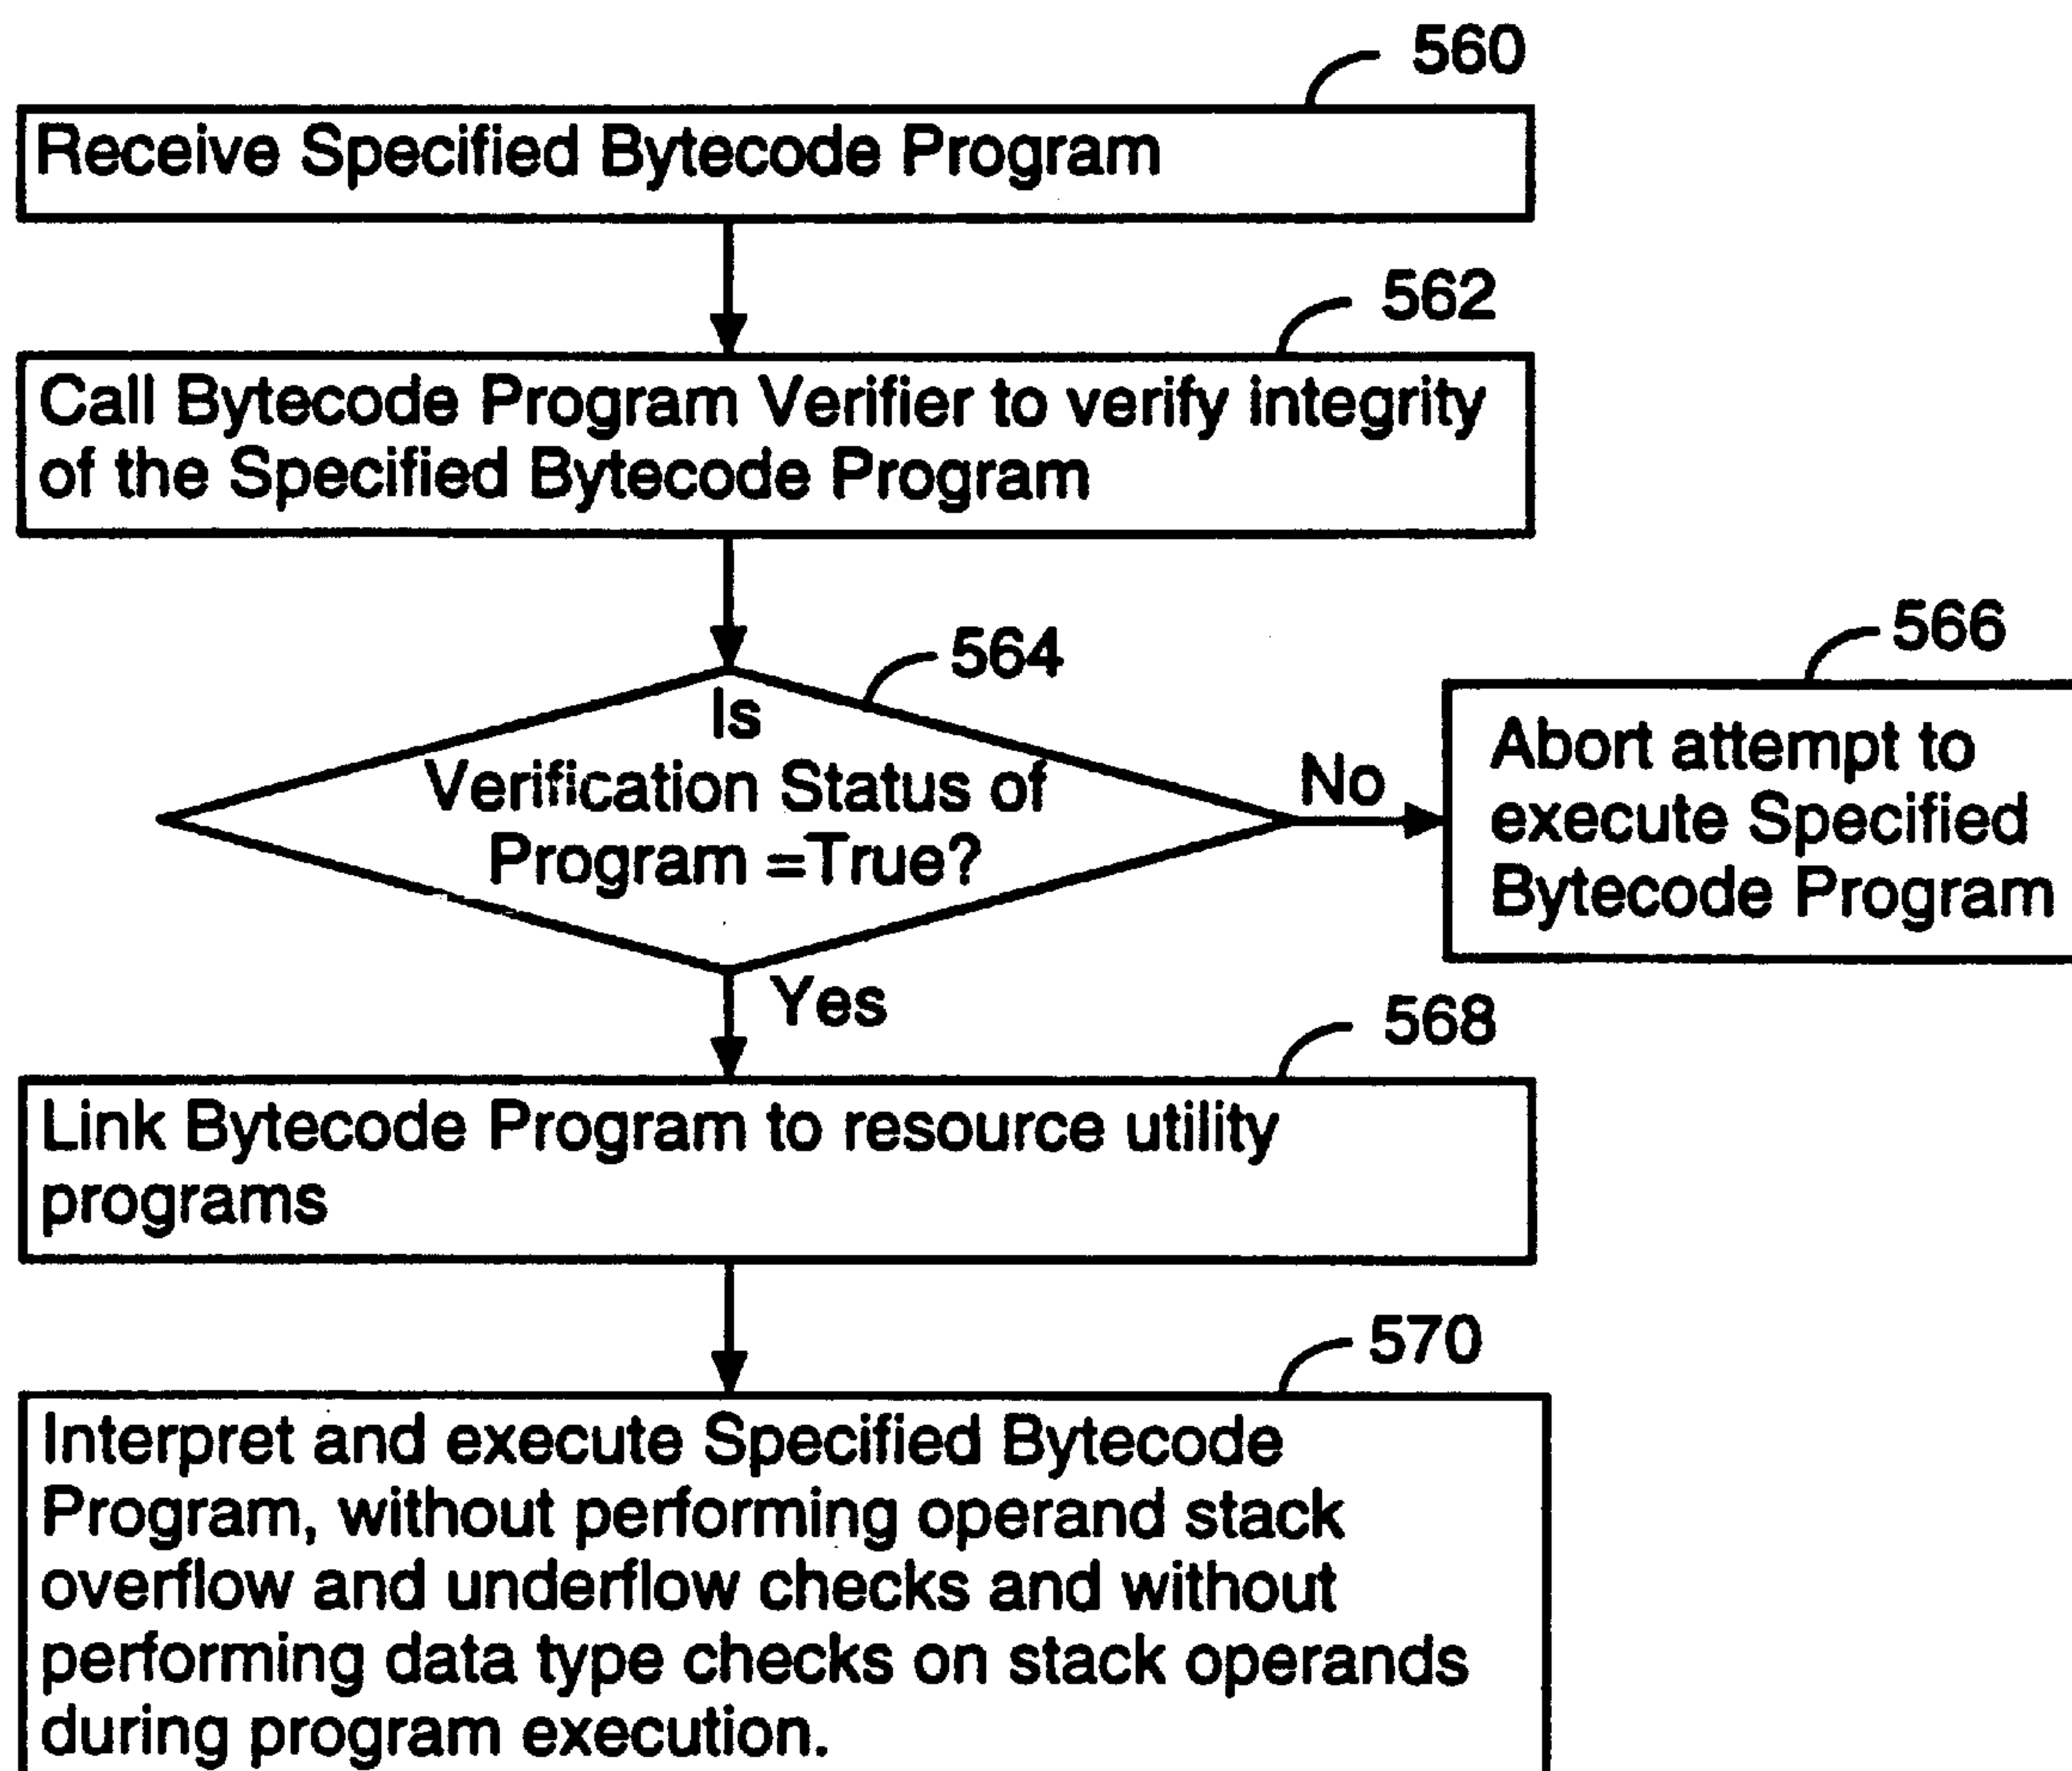 560
Receive Specified Bytecode Program
562
Call Bytecode Program Verifier to verify integrity
of the Specified Bytecode Program
564
Is
Verification Status of
Program =True?
No
566
Abort attempt to
execute Specified
Bytecode Program
Yes
568
Link Bytecode Program to resource utility
programs
570
Interpret and execute Specified Bytecode
Program, without performing operand stack
overflow and underflow checks and without
performing data type checks on stack operands
during program execution.